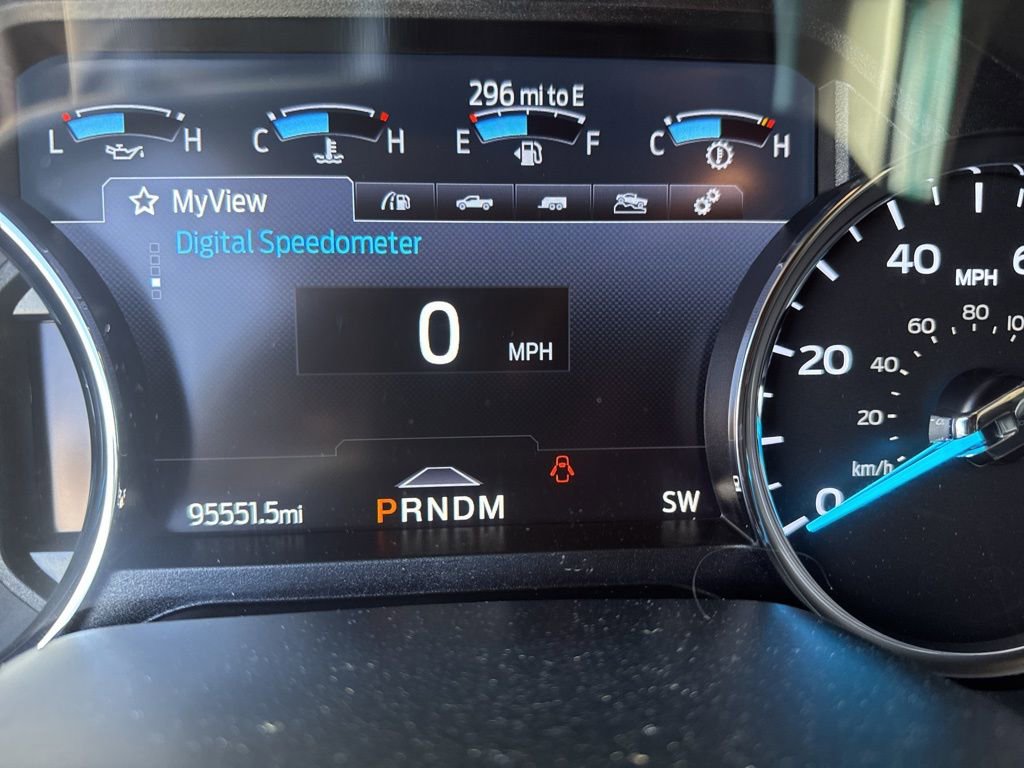 296 mi to E
L H C H E F C H
MyView
Digital Speedometer
0 MPH
95551.5mi
PRNDM
SW
40
MPH
20
0
80
60
40
20
km/h